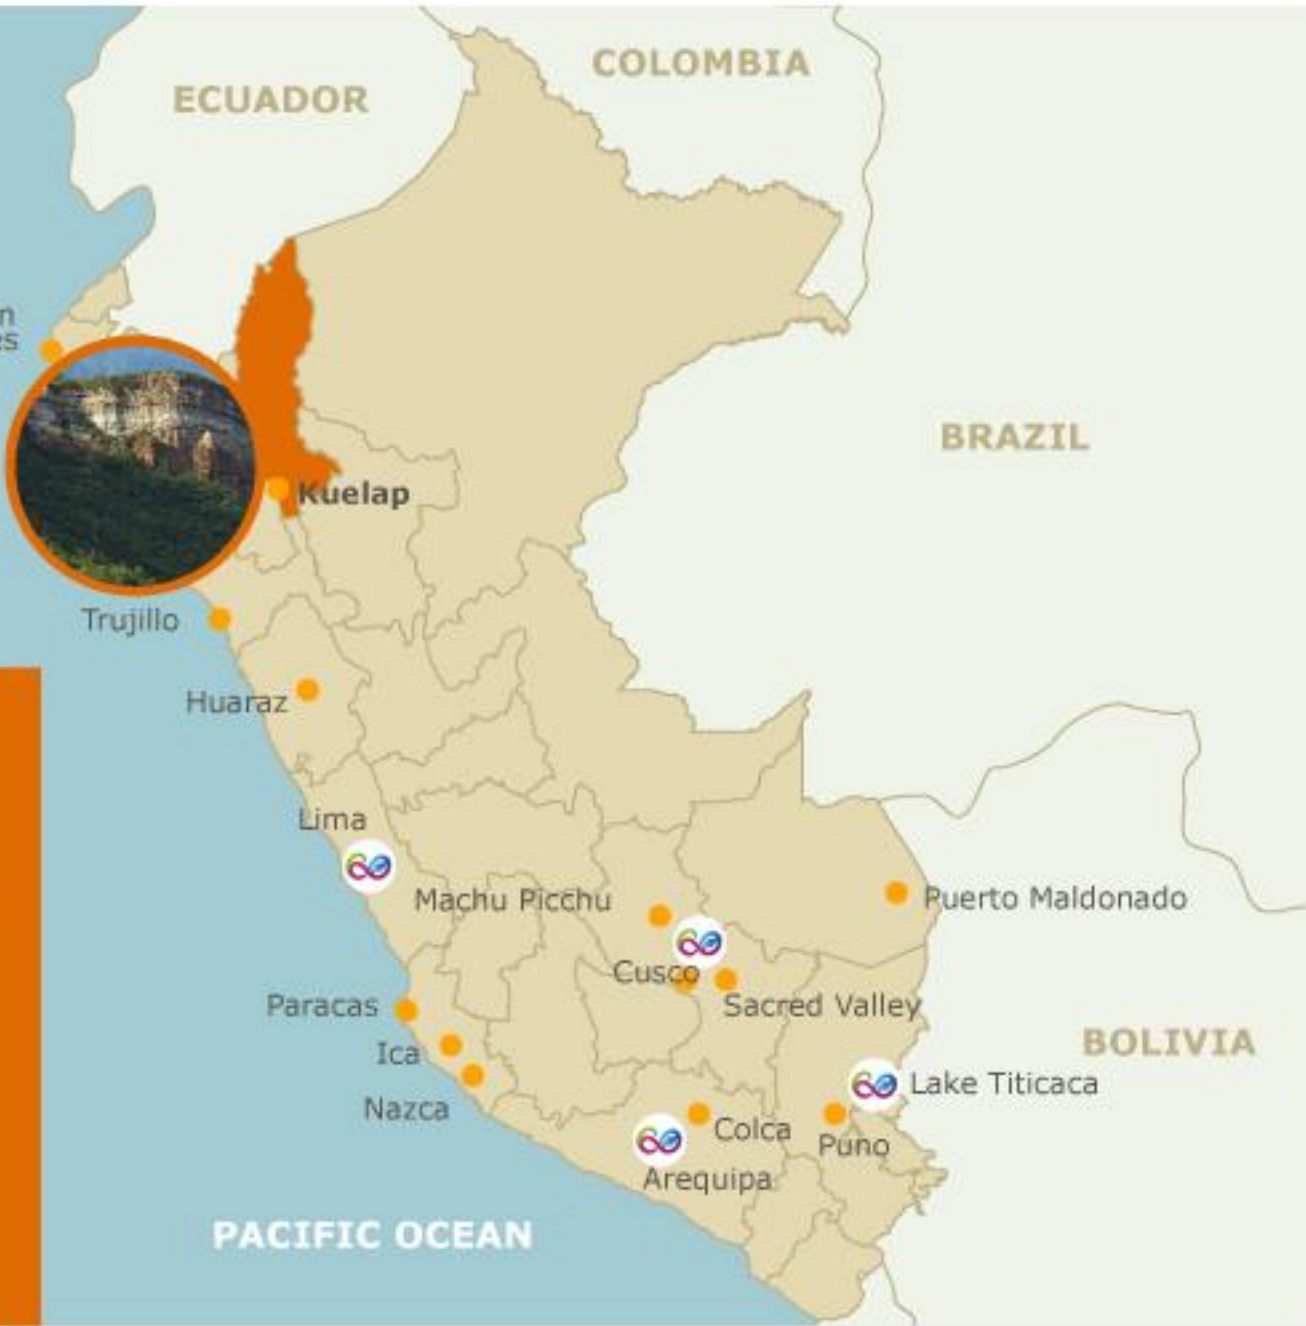 COLOMBIA
ECUADOR
BRAZIL
Kuelap
Trujillo
Huaraz
Lima
Machu Picchu
Puerto Maldonado
Cusco
Sacred Valley
Paracas
Ica
Nazca
BOLIVIA
Lake Titicaca
Colca
Puno
Arequipa
PACIFIC OCEAN